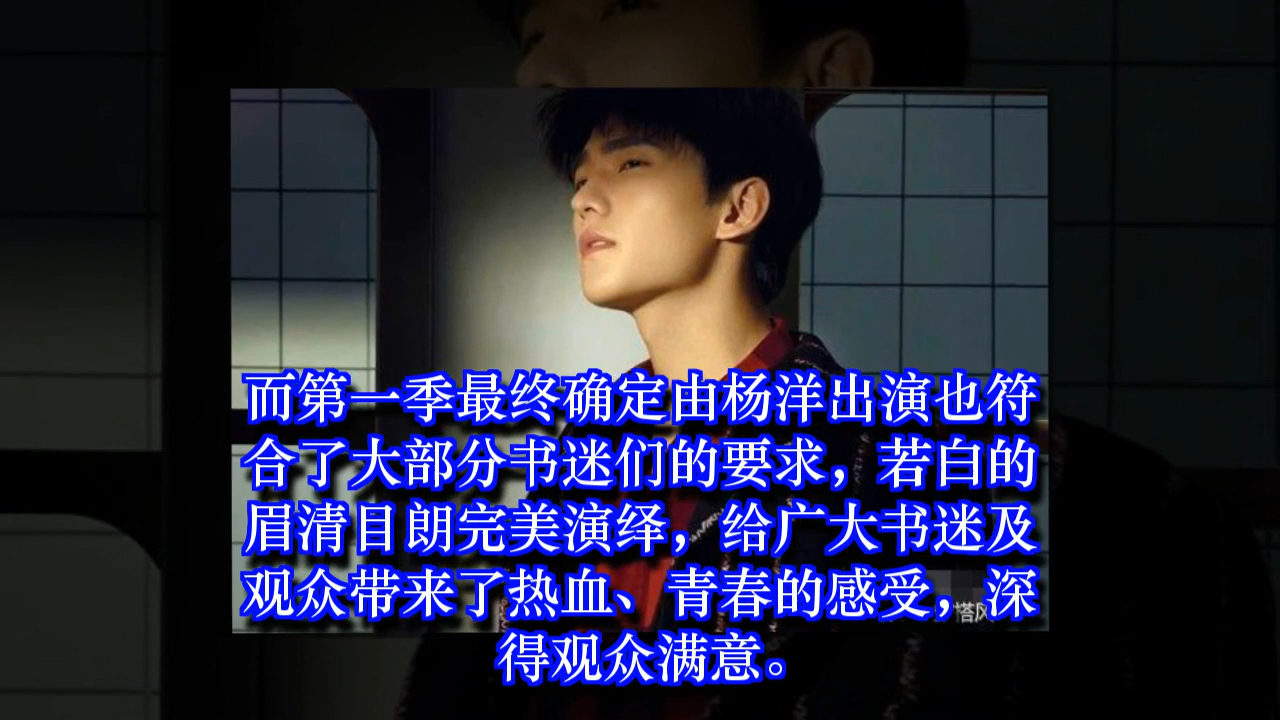 而第一季最终确定由杨洋出演也符
合了大部分书迷们的要求，若白的
眉清目朗完美演绎，给广大书迷及
观众带来了热血、青春的感受，深
得观众满意。